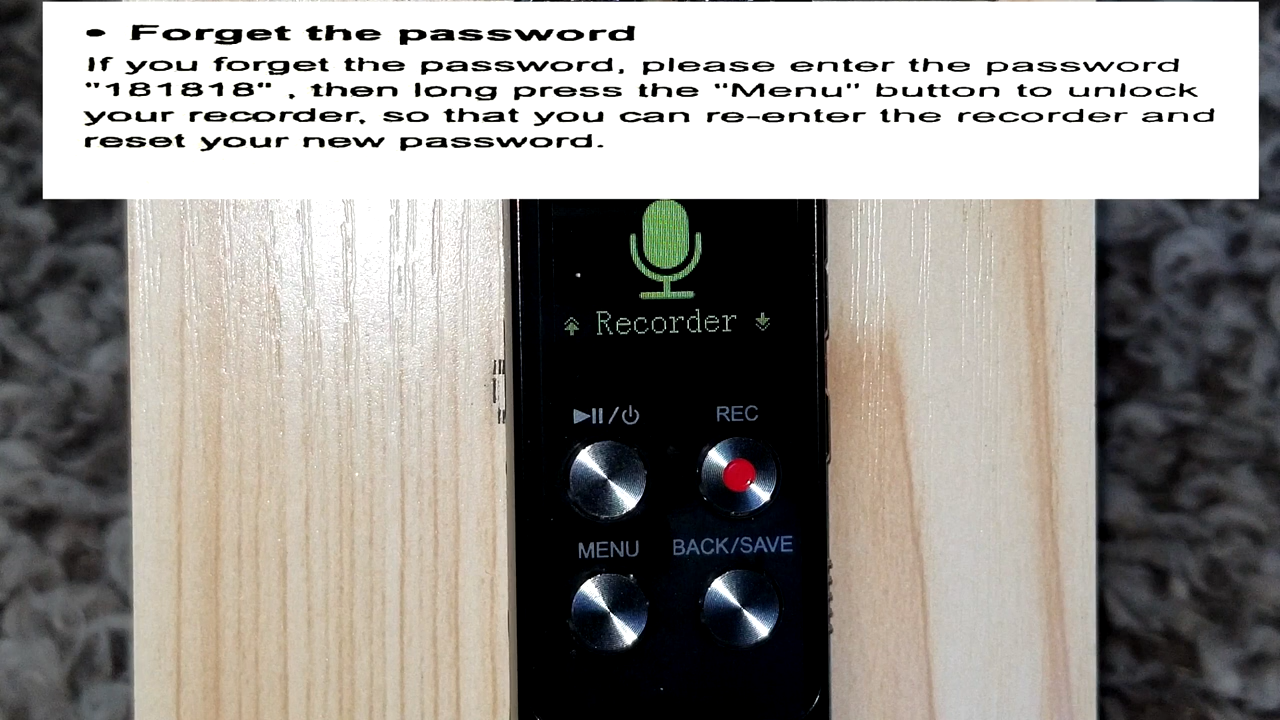 • Forget the password
If you forget the password, please enter the password
"181818" , then long press the "Menu" button to unlock
your recorder, so that you can re-enter the recorder and
reset your new password.
Recorder
REC
MENU BACK/SAVE